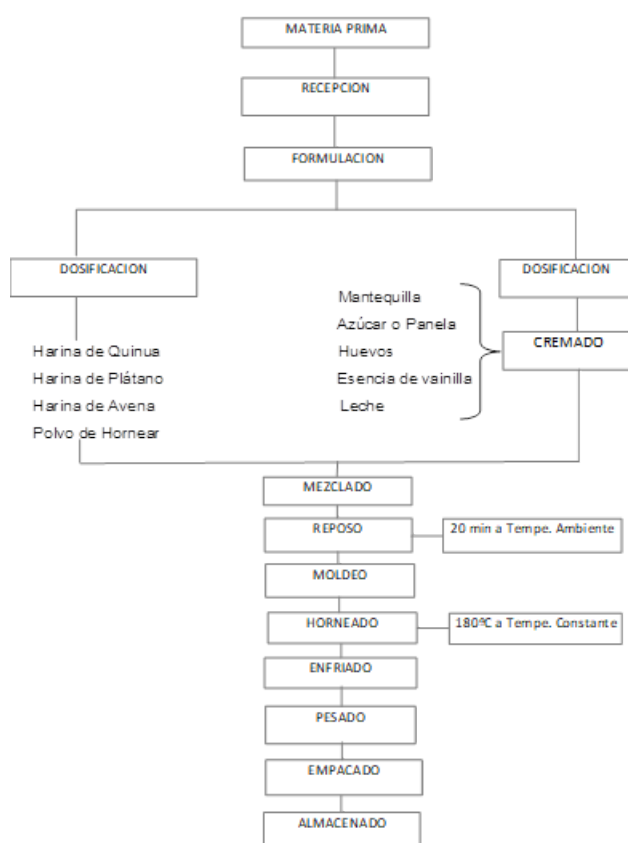 MATERIA PRIMA
RECEPCION
FORMULACION
DOSIFICACION
DOSIFICACION
Harina de Quinua
Harina de Plátano
Harina de Avena
Polvo de Hornear
Mantequilla
Azúcar o Panela
Huevos
Esencia de vainilla
Leche
CREMADO
MEZCLADO
REPOSO
20 min a Tempe. Ambiente
MOLDEO
HORNEADO
180ºC a Tempe. Constante
ENFRIADO
PESADO
EMPACADO
ALMACENADO